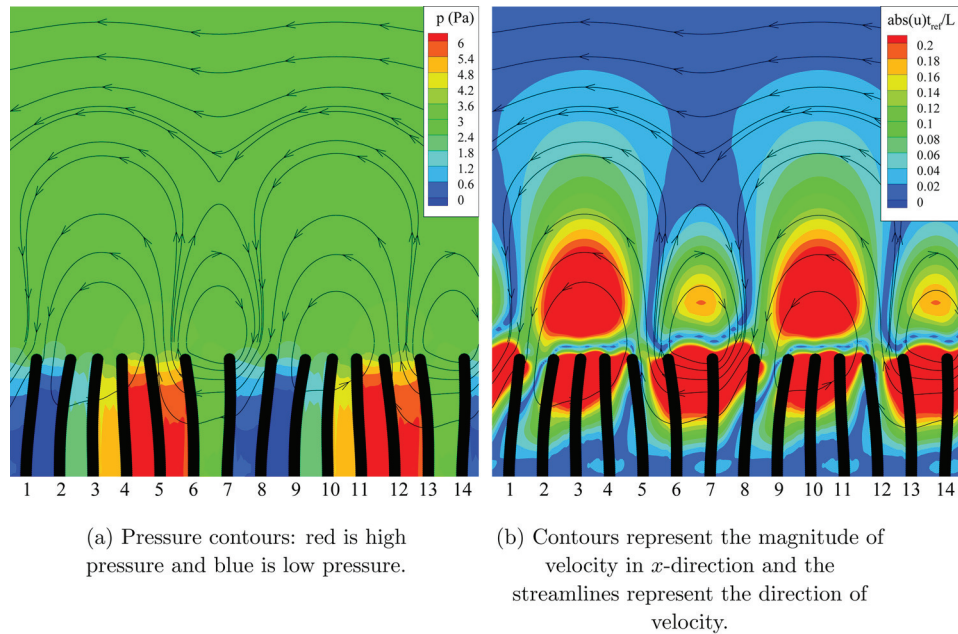 p (Pa)
6
5.4
4.8
4.2
3.6
3
2.4
1.8
1.2
0.6
0
1 2 3 4 5 6 7 8 9 10 11 12 13 14
(a) Pressure contours: red is high
pressure and blue is low pressure.
abs(u)t_ref/L
0.2
0.18
0.16
0.14
0.12
0.1
0.08
0.06
0.04
0.02
0
1 2 3 4 5 6 7 8 9 10 11 12 13 14
(b) Contours represent the magnitude of
velocity in x-direction and the
streamlines represent the direction of
velocity.